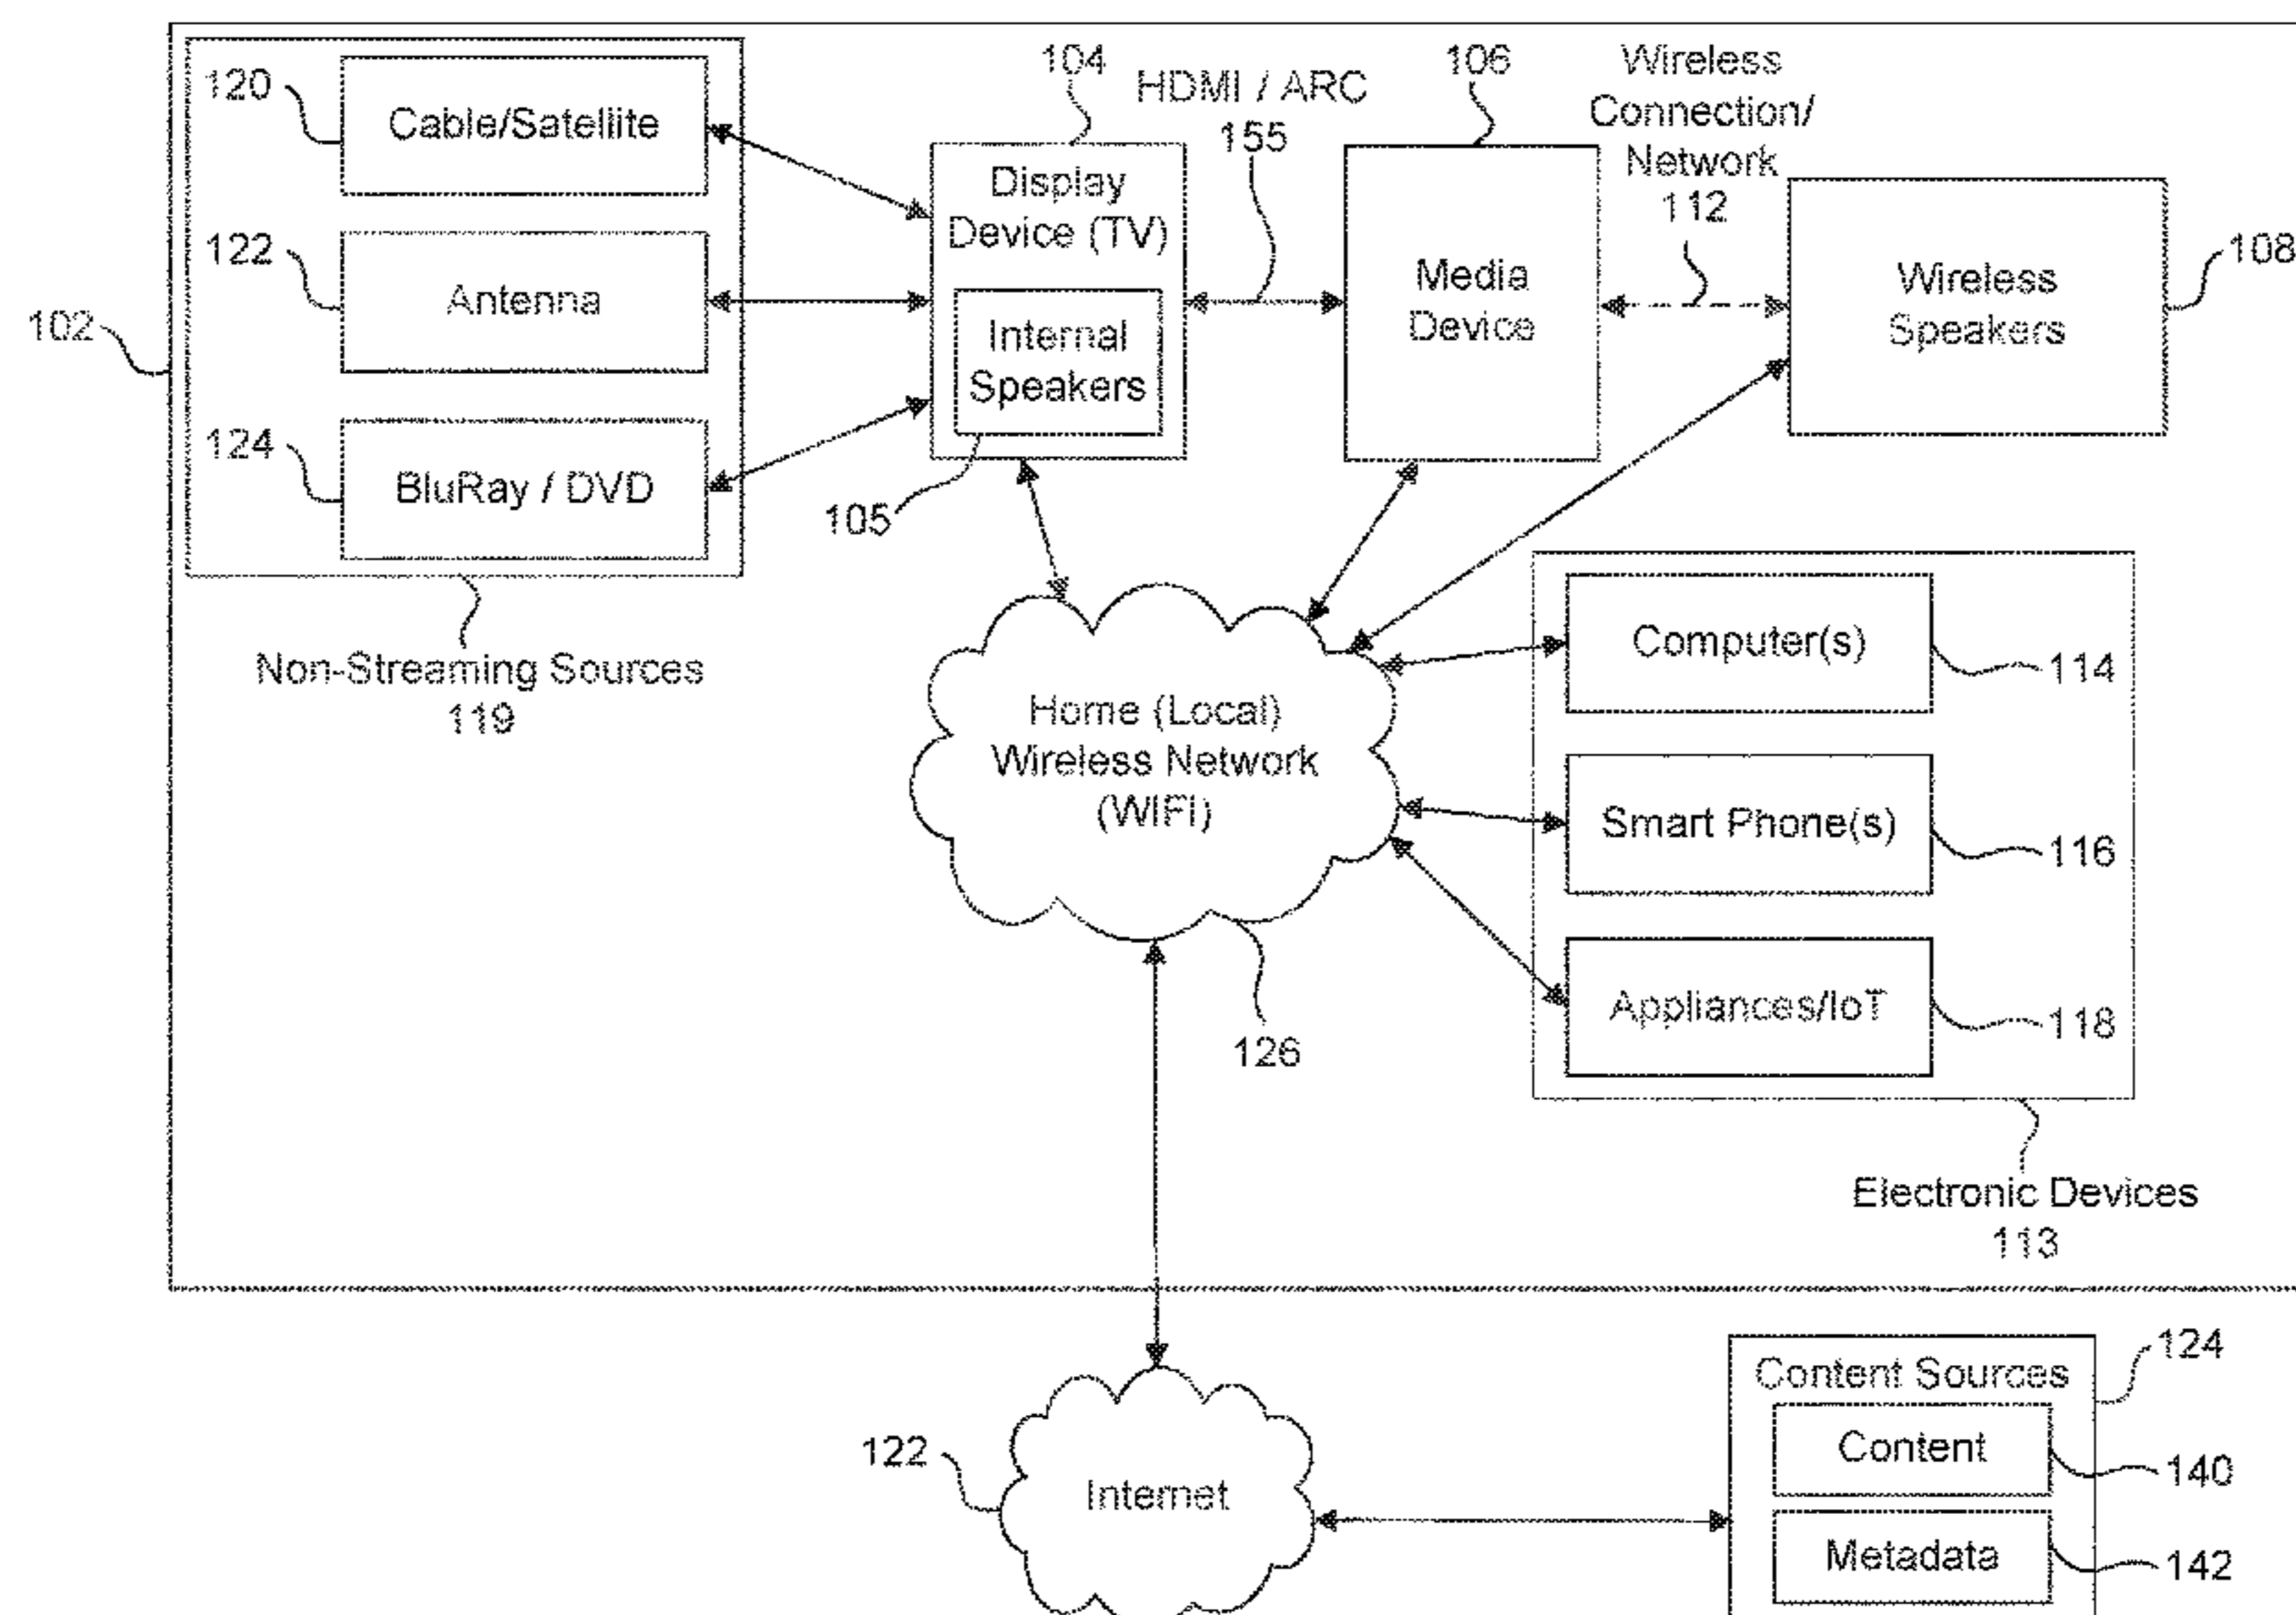 120
Cable/Satellite
122
Antenna
124
BluRay / DVD
102
Non-Streaming Sources
119
104
Display
Device (TV)
Internal
Speakers
105
HDMI / ARC
155
106
Media
Device
Wireless
Connection/
Network
112
Wireless
Speakers
108
Home (Local)
Wireless Network
(WIFI)
126
Computer(s)
114
Smart Phone(s)
116
Appliances/IoT
118
Electronic Devices
113
122
Internet
Content Sources
124
Content
140
Metadata
142